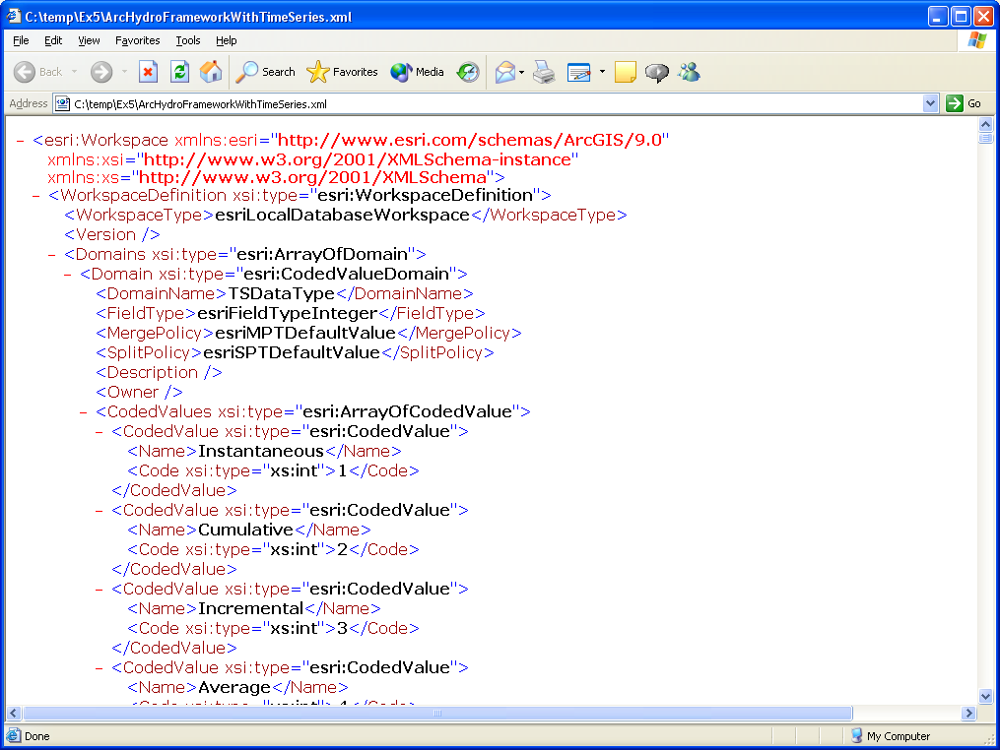 C:\temp\Ex5\ArcHydroFrameworkWithTimeSeries.xml
File Edit View Favorites Tools Help
Back Search Favorites Media
Address C:\temp\Ex5\ArcHydroFrameworkWithTimeSeries.xml Go
- <esri:Workspace xmlns:esri="http://www.esri.com/schemas/ArcGIS/9.0"
xmlns:xsi="http://www.w3.org/2001/XMLSchema-instance"
xmlns:xs="http://www.w3.org/2001/XMLSchema">
- <WorkspaceDefinition xsi:type="esri:WorkspaceDefinition">
<WorkspaceType>esriLocalDatabaseWorkspace</WorkspaceType>
<Version />
- <Domains xsi:type="esri:ArrayOfDomain">
- <Domain xsi:type="esri:CodedValueDomain">
<DomainName>TSDataType</DomainName>
<FieldType>esriFieldTypeInteger</FieldType>
<MergePolicy>esriMPTDefaultValue</MergePolicy>
<SplitPolicy>esriSPTDefaultValue</SplitPolicy>
<Description />
<Owner />
- <CodedValues xsi:type="esri:ArrayOfCodedValue">
- <CodedValue xsi:type="esri:CodedValue">
<Name>Instantaneous</Name>
<Code xsi:type="xs:int">1</Code>
</CodedValue>
- <CodedValue xsi:type="esri:CodedValue">
<Name>Cumulative</Name>
<Code xsi:type="xs:int">2</Code>
</CodedValue>
- <CodedValue xsi:type="esri:CodedValue">
<Name>Incremental</Name>
<Code xsi:type="xs:int">3</Code>
</CodedValue>
- <CodedValue xsi:type="esri:CodedValue">
<Name>Average</Name>
<Code xsi:type="xs:int">4</Code>
Done My Computer